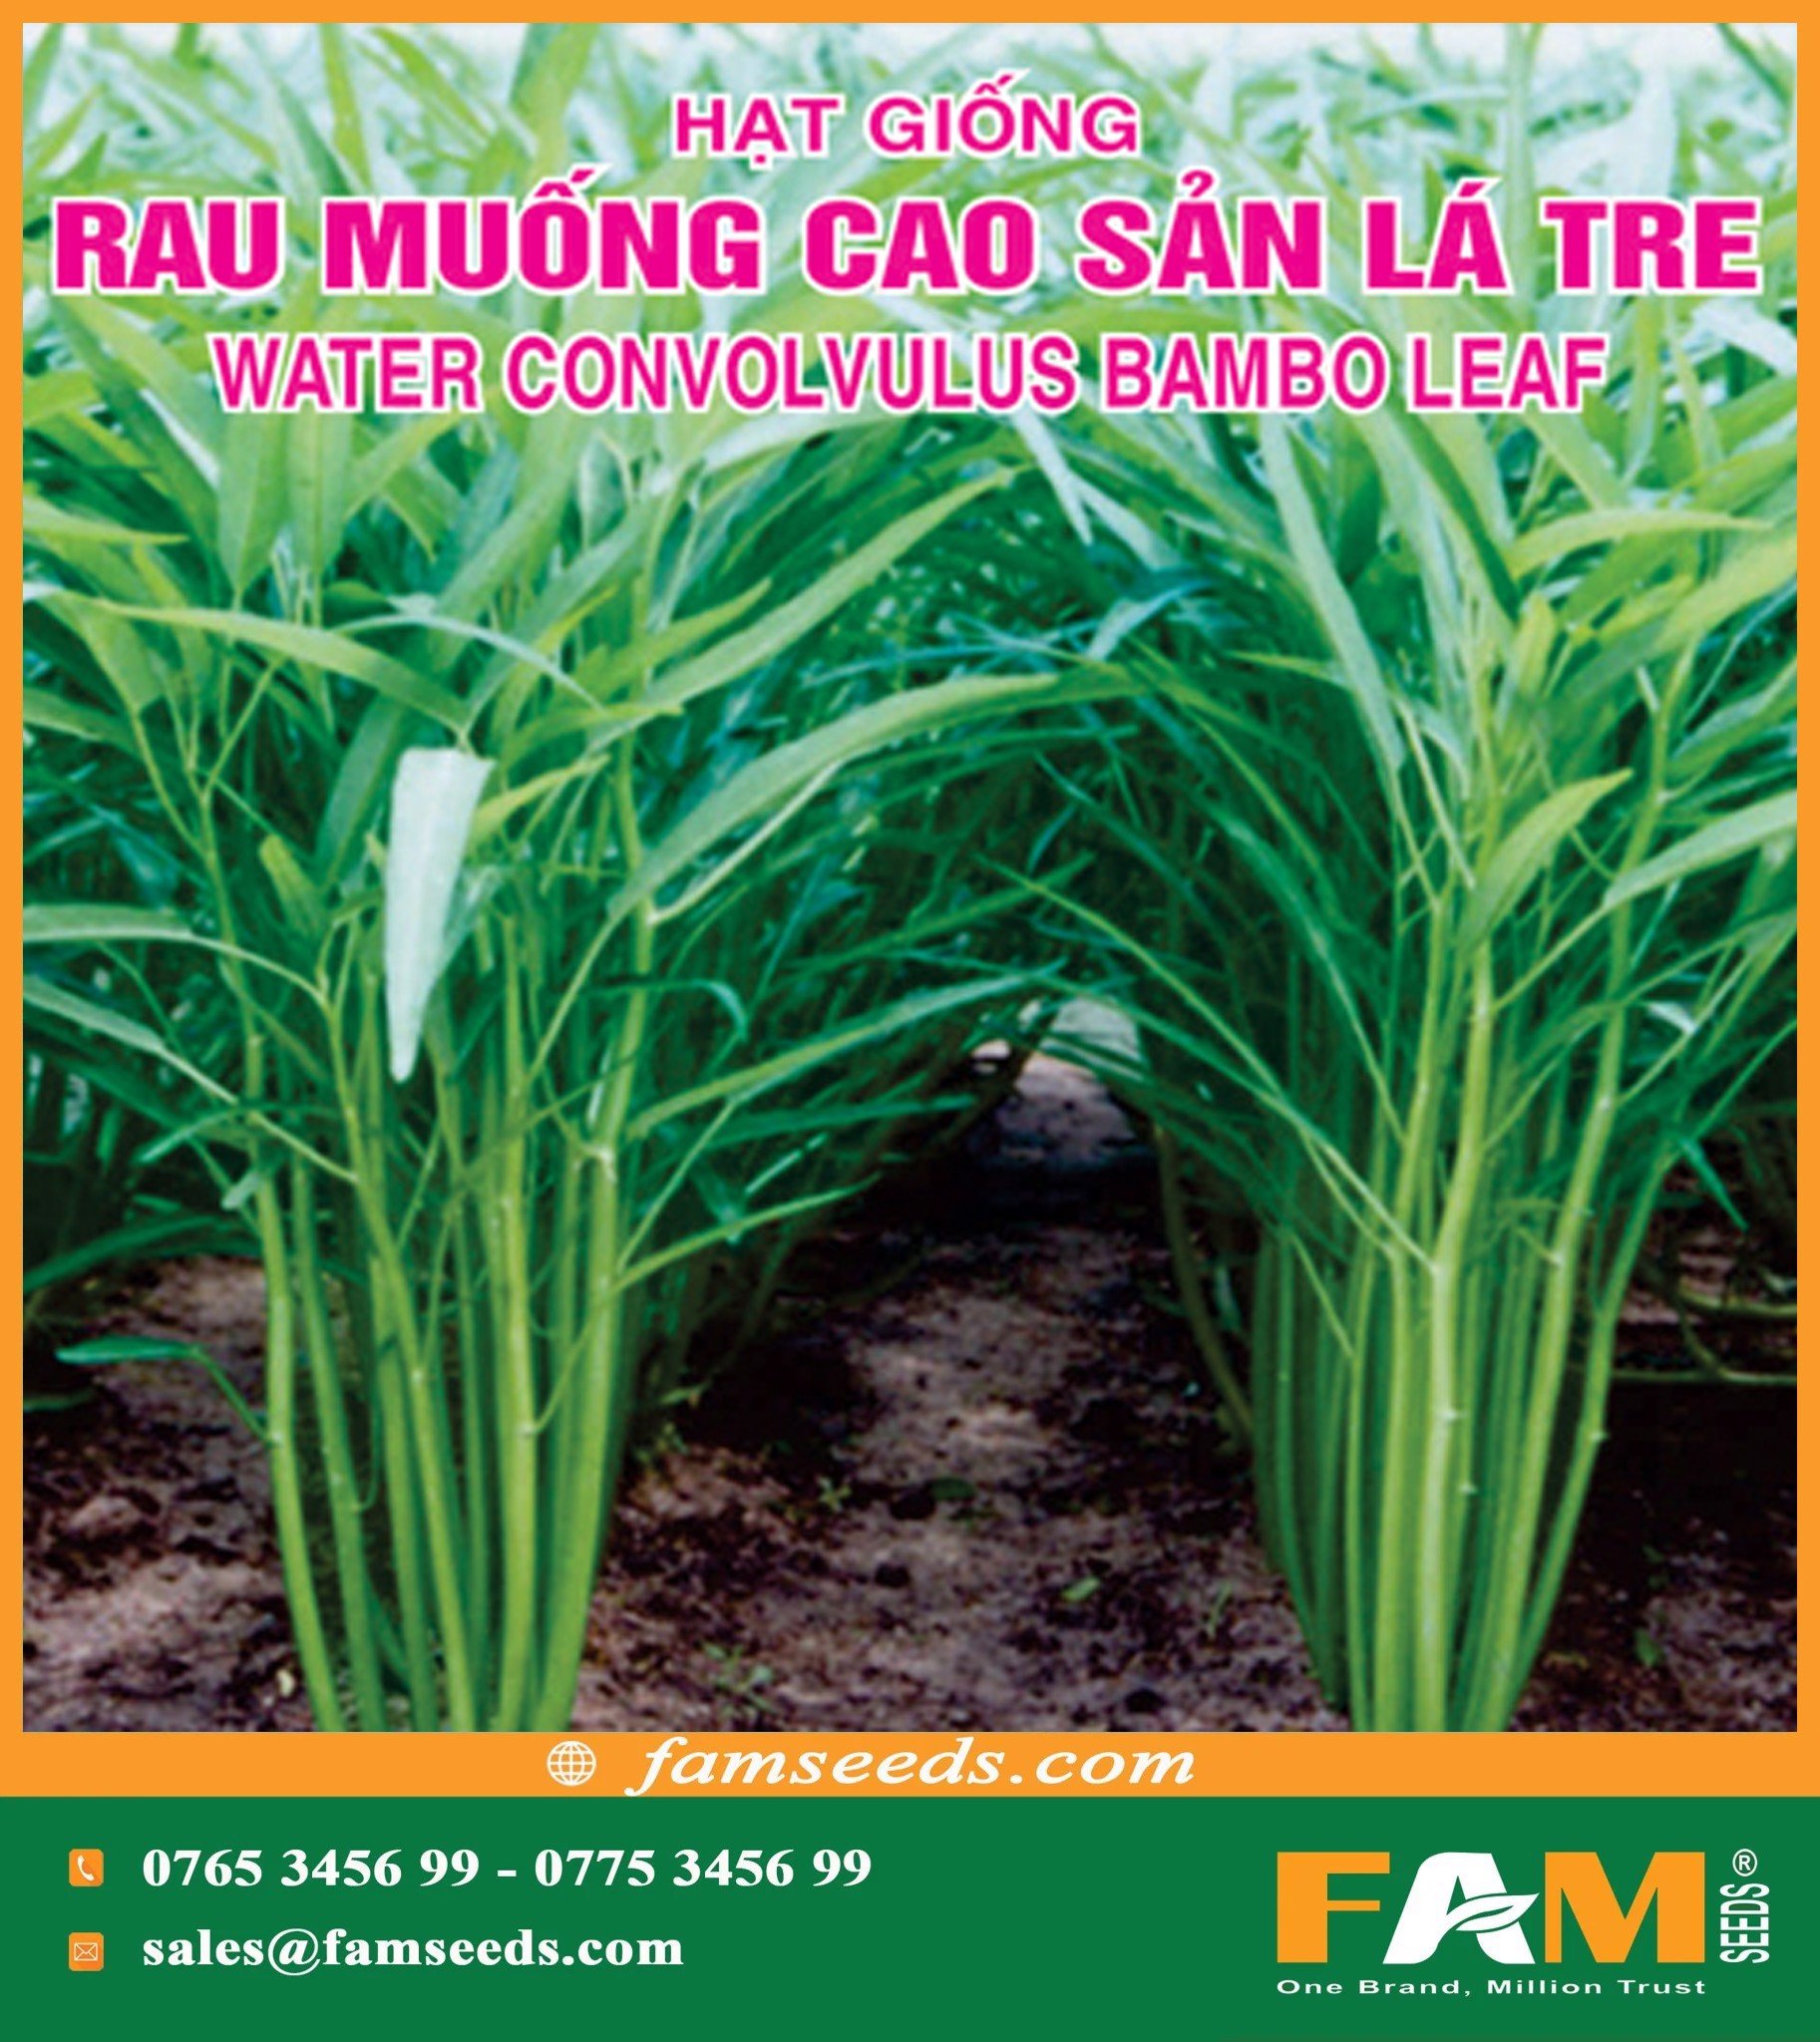 HẠT GIỐNG
RAU MUỐNG CAO SẢN LÁ TRE
WATER CONVOLVULUS BAMBO LEAF
famseeds.com
0765 3456 99 - 0775 3456 99
sales@famseeds.com
FAM SEEDS®
One Brand, Million Trust